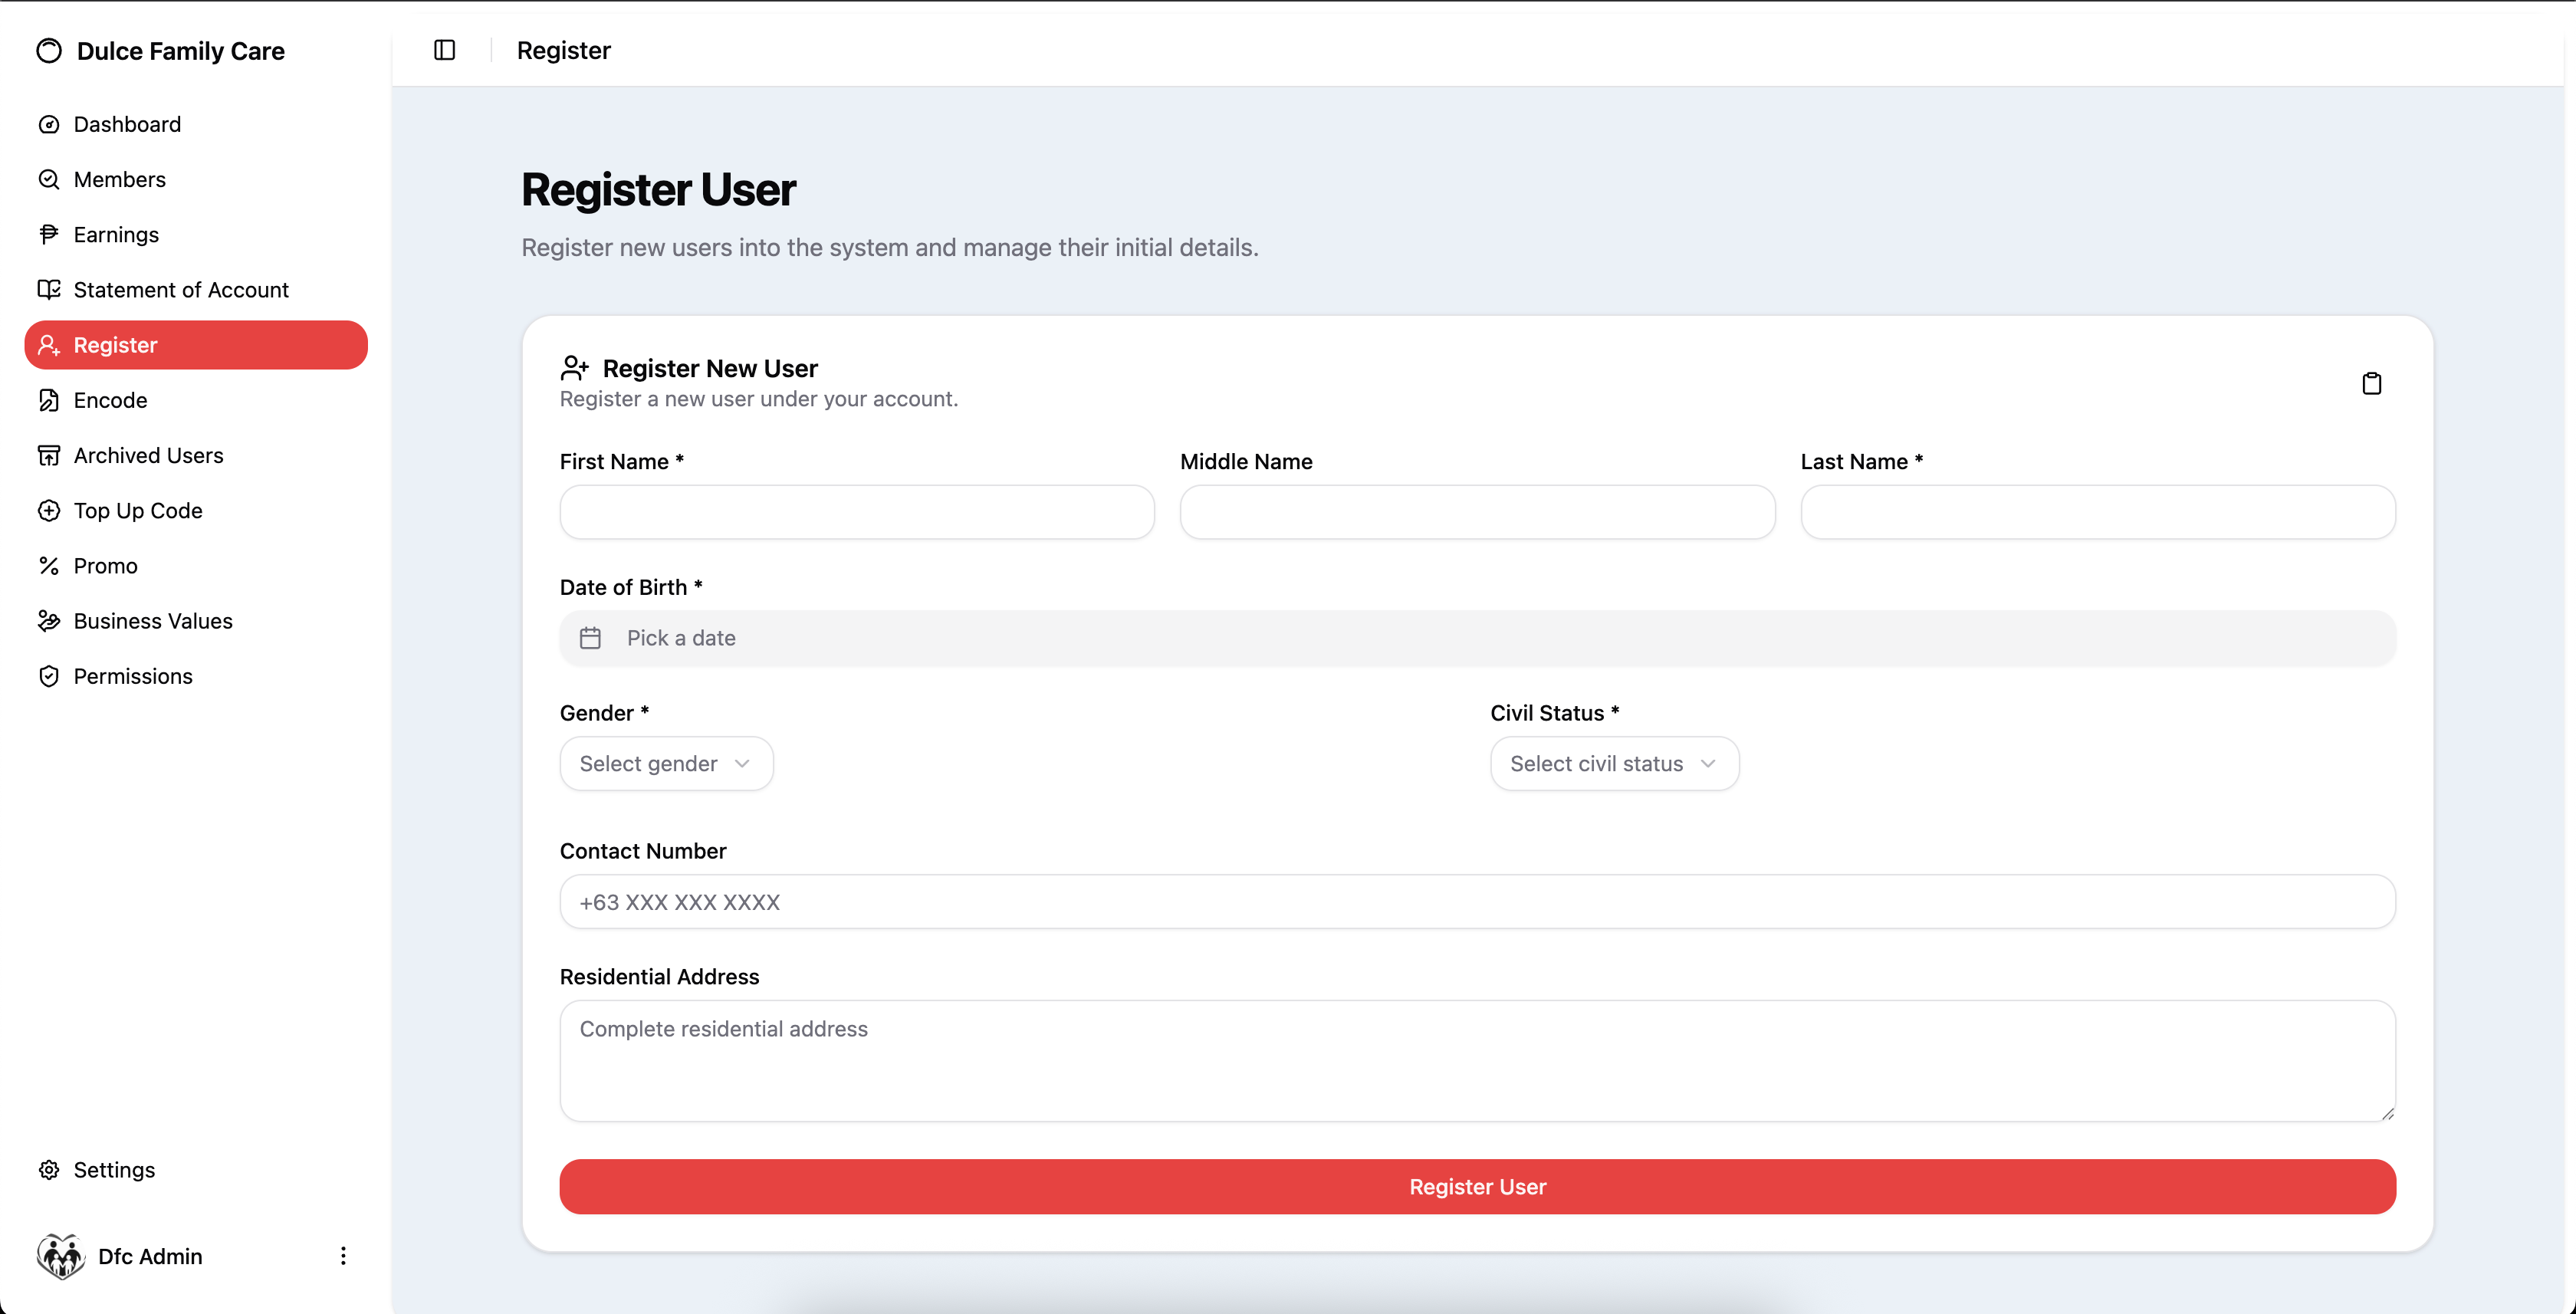 Dulce Family Care
Dashboard
Members
Earnings
Statement of Account
Register
Encode
Archived Users
Top Up Code
Promo
Business Values
Permissions
Settings
Dfc Admin
Register
Register User
Register new users into the system and manage their initial details.
Register New User
Register a new user under your account.
First Name *
Middle Name
Last Name *
Date of Birth *
Pick a date
Gender *
Civil Status *
Select gender
Select civil status
Contact Number
+63 XXX XXX XXXX
Residential Address
Complete residential address
Register User